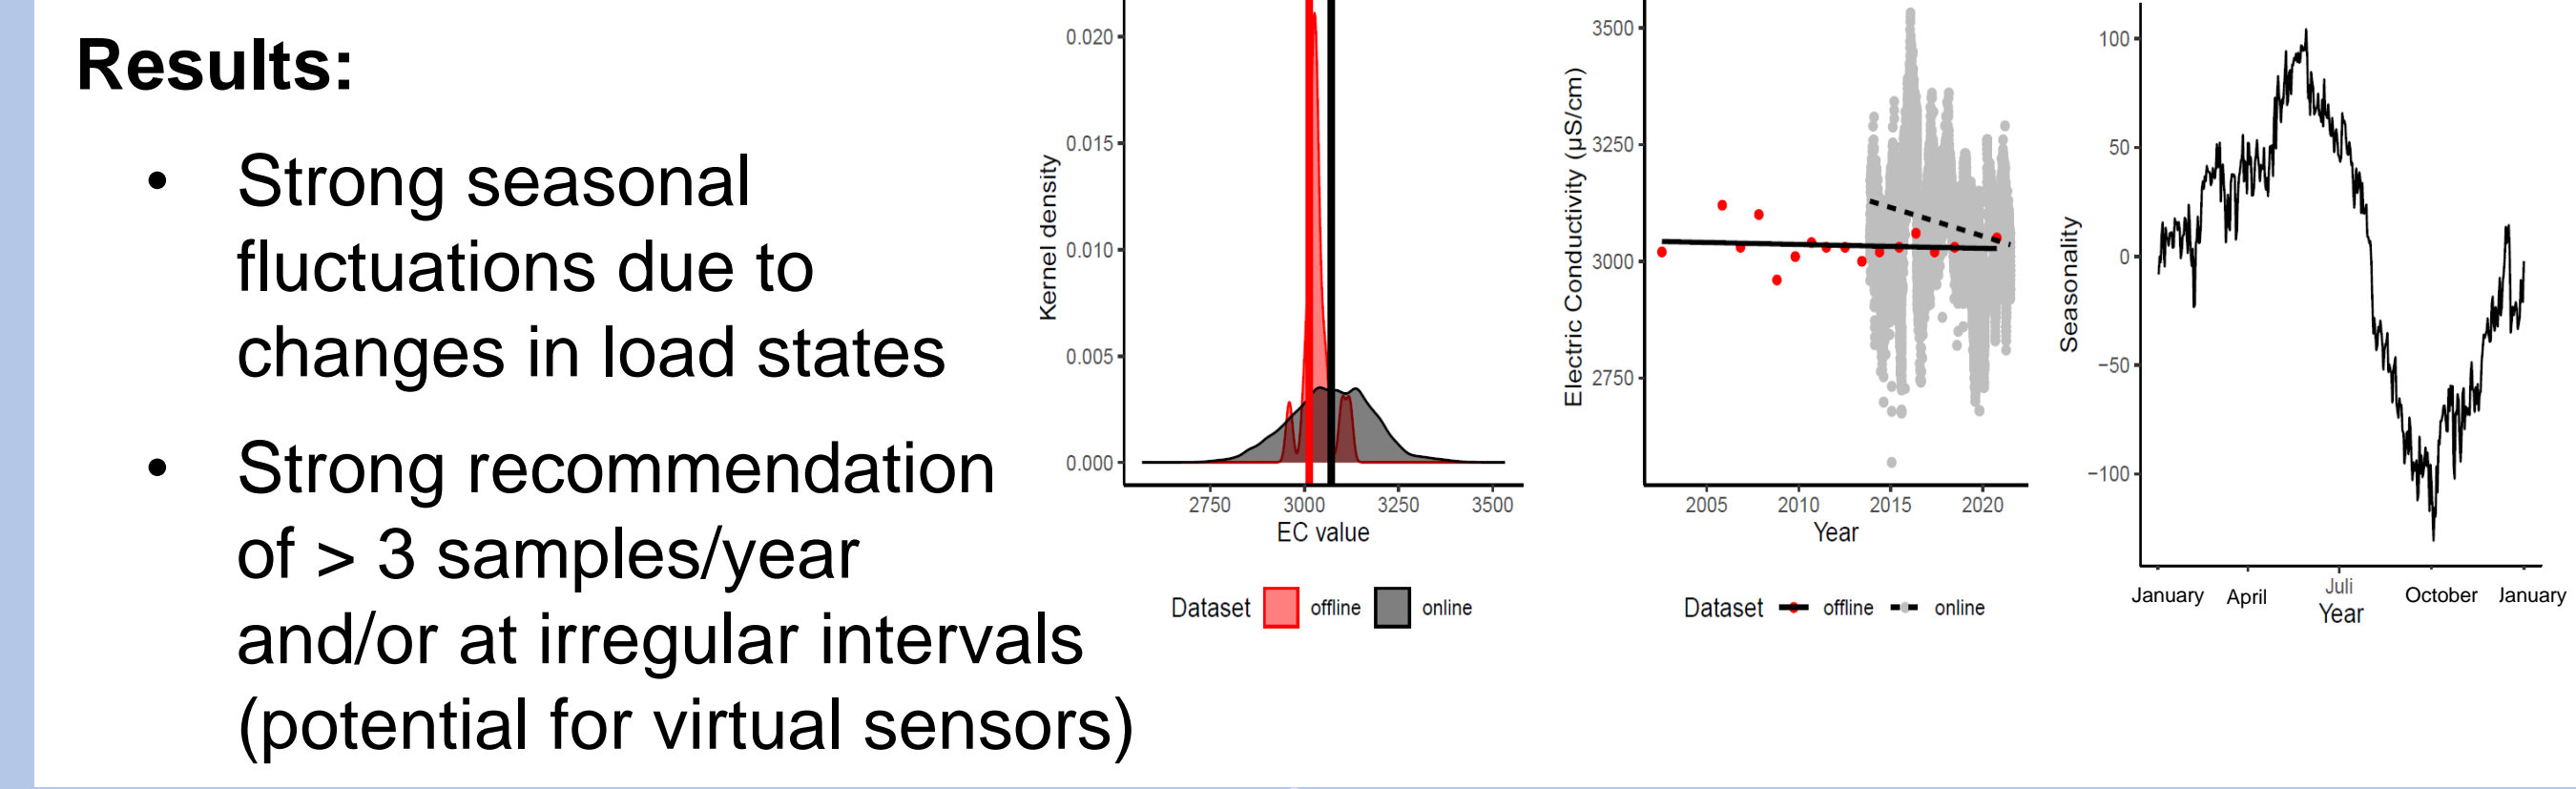 Results:
• Strong seasonal
fluctuations due to
changes in load states
• Strong recommendation
of > 3 samples/year
and/or at irregular intervals
(potential for virtual sensors)
Kernel density
0.020
0.015
0.010
0.005
0.000
2750 3000 3250 3500
EC value
Dataset offline online
Electric Conductivity (µS/cm)
3500
3250
3000
2750
2005 2010 2015 2020
Year
Dataset offline online
Seasonality
100
50
0
−50
−100
January April Juli October January
Year